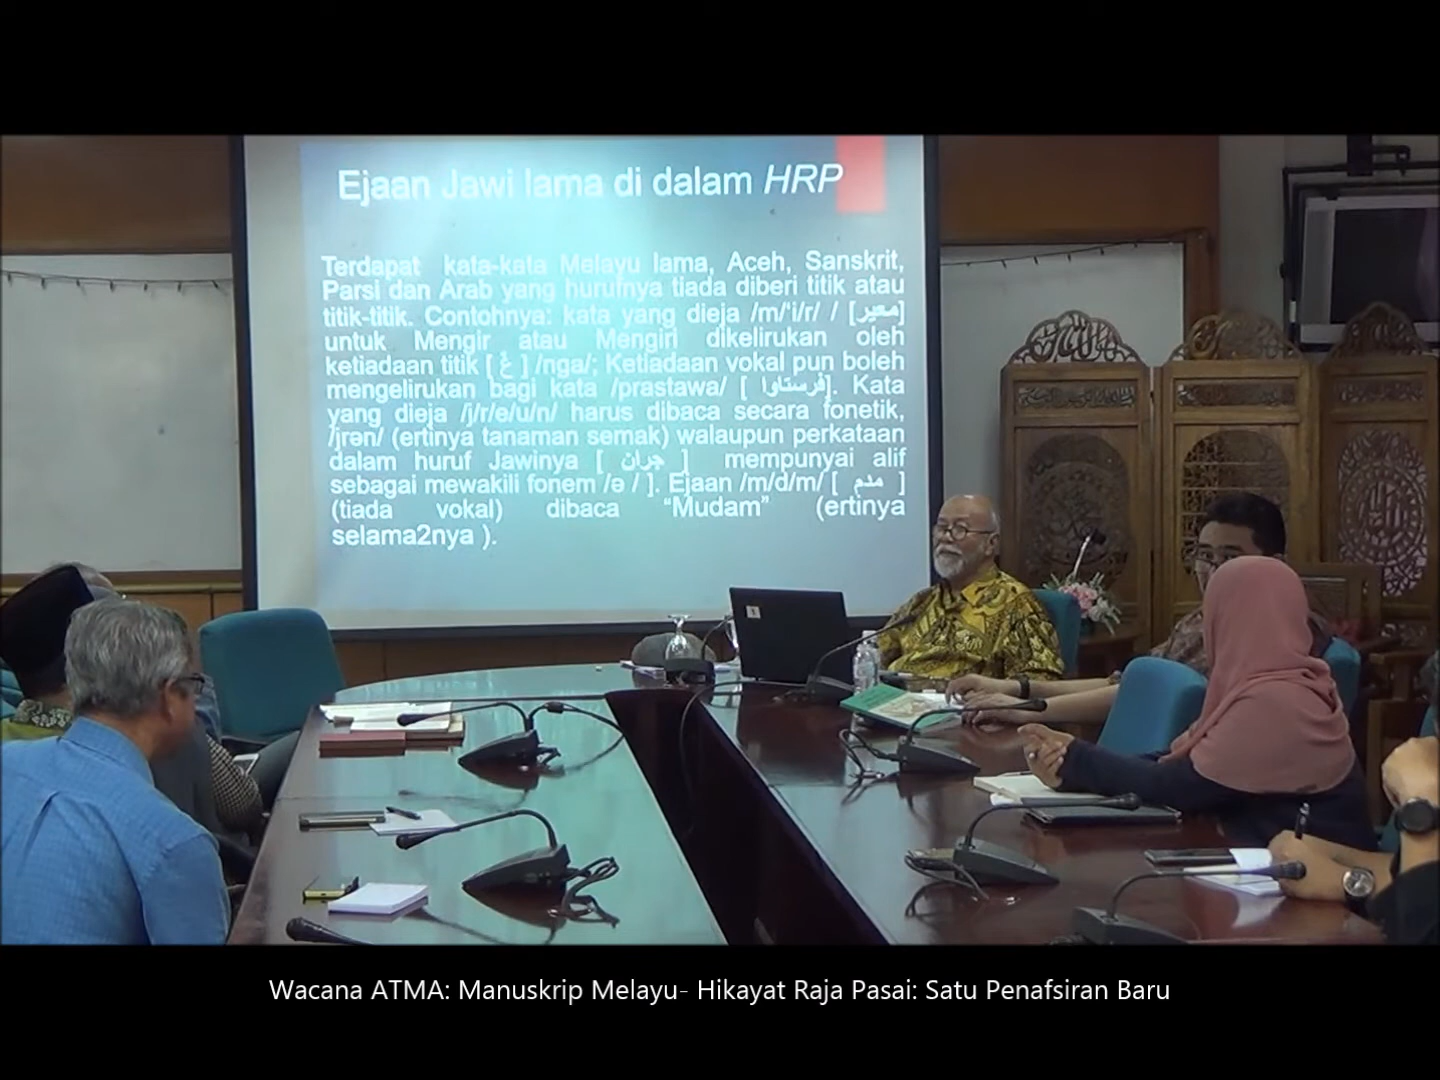 Ejaan Jawi lama di dalam HRP
Terdapat kata-kata Melayu lama, Aceh, Sanskrit,
Parsi dan Arab yang hurufnya tiada diberi titik atau
titik-titik. Contohnya: kata yang dieja /m/'i/r/ / [معير]
untuk Mengir atau Mengiri dikelirukan oleh
ketiadaan titik [ غ ] /nga/; Ketiadaan vokal pun boleh
mengelirukan bagi kata /prastawa/ [ فرستاوا]. Kata
yang dieja /j/r/e/u/n/ harus dibaca secara fonetik,
/jrən/ (ertinya tanaman semak) walaupun perkataan
dalam huruf Jawinya [ جران ] mempunyai alif
sebagai mewakili fonem /ə / ]. Ejaan /m/d/m/ [ مدم ]
(tiada vokal) dibaca “Mudam” (ertinya
selama2nya ).
Wacana ATMA: Manuskrip Melayu- Hikayat Raja Pasai: Satu Penafsiran Baru